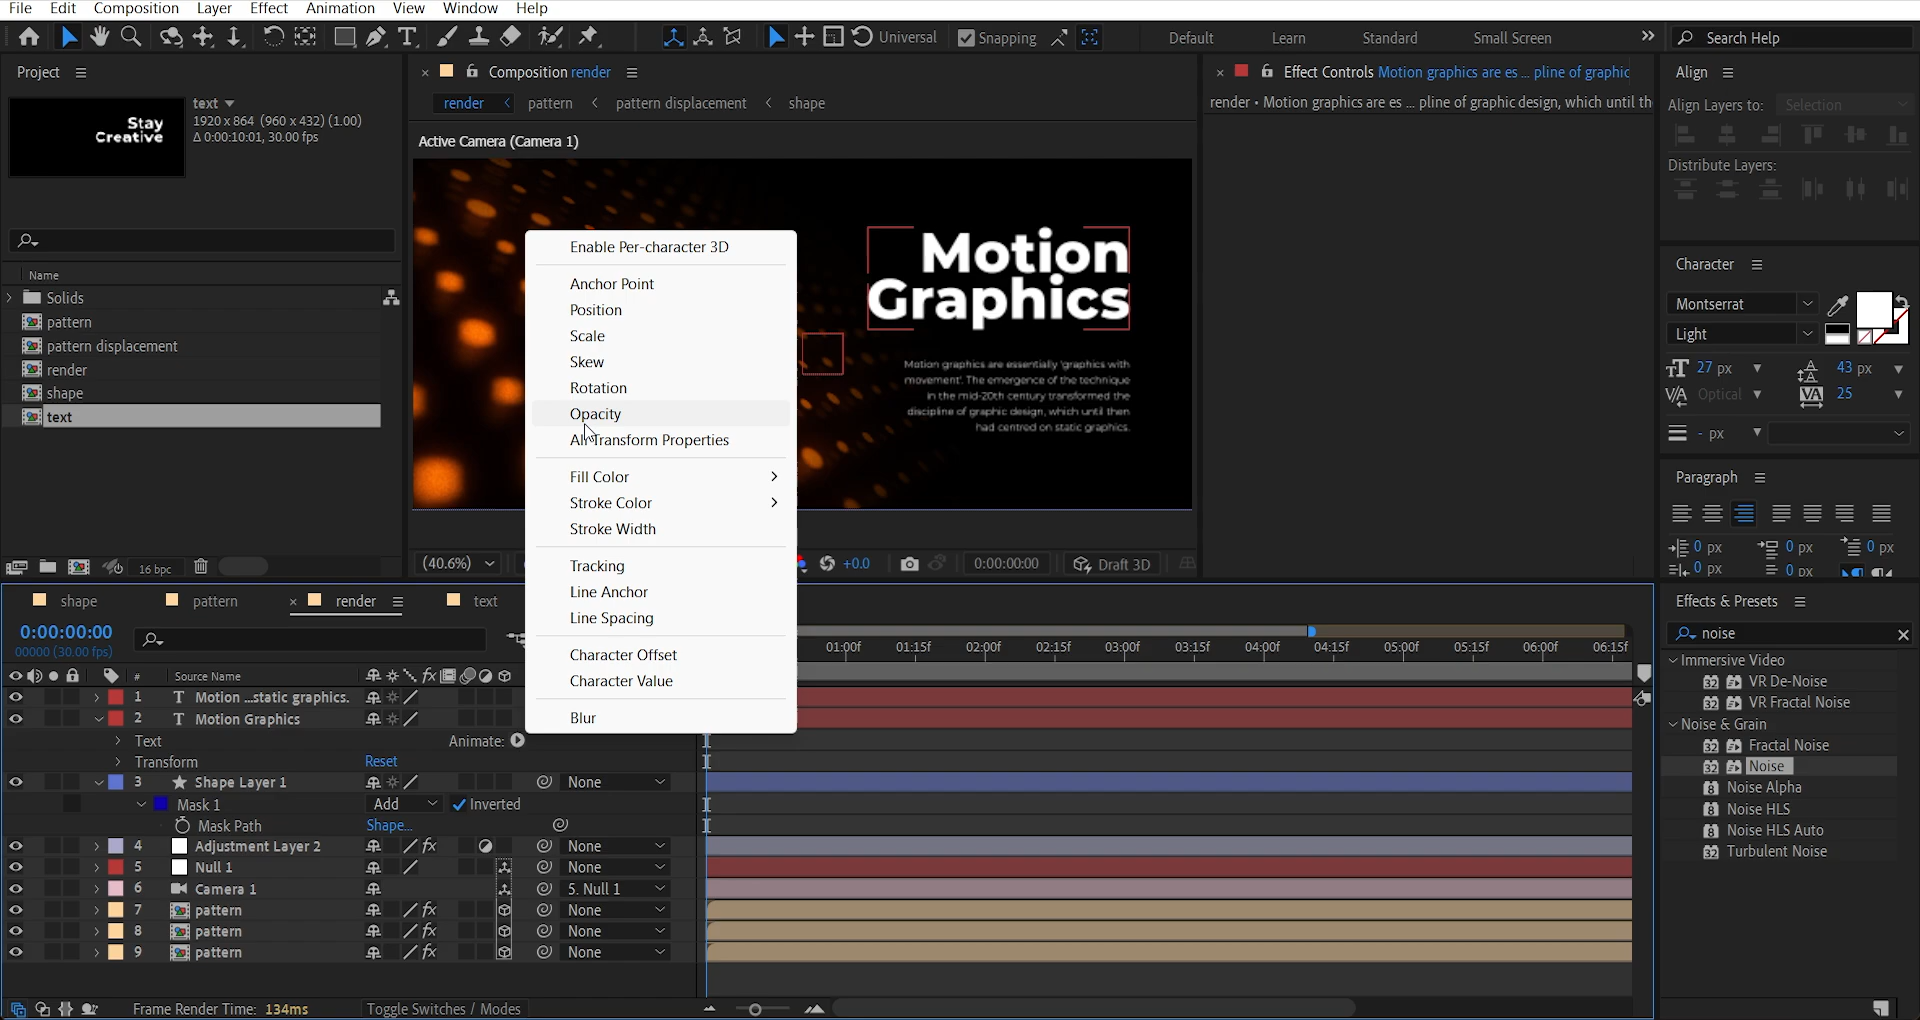 File Edit Composition Layer Effect Animation View Window Help
Universal Snapping Default Learn Standard Small Screen » Search Help
Project
text
1920 x 864 (960 x 432) (1.00)
Δ 0:00:10:01, 30.00 fps
Stay
Creative
Name
Solids
pattern
pattern displacement
render
shape
text
16 bpc
× Composition render
render < pattern < pattern displacement < shape
Active Camera (Camera 1)
Motion
Graphics
Motion graphics are essentially 'graphics with
movement'. The emergence of the technique
in the mid-20th century transformed the
discipline of graphic design, which until then
had centred on static graphics.
(40.6%) +0.0 0:00:00:00 Draft 3D
Enable Per-character 3D
Anchor Point
Position
Scale
Skew
Rotation
Opacity
All Transform Properties
Fill Color >
Stroke Color >
Stroke Width
Tracking
Line Anchor
Line Spacing
Character Offset
Character Value
Blur
× Effect Controls Motion graphics are es ... pline of graphic
render • Motion graphics are es ... pline of graphic design, which until th
Align
Align Layers to: Selection
Distribute Layers:
Character
Montserrat
Light
27 px 43 px
Optical 25
- px
Paragraph
0 px 0 px 0 px
0 px 0 px
Effects & Presets
noise ×
Immersive Video
32 VR De-Noise
32 VR Fractal Noise
Noise & Grain
32 Fractal Noise
32 Noise
8 Noise Alpha
8 Noise HLS
8 Noise HLS Auto
32 Turbulent Noise
shape pattern × render text
0:00:00:00
00000 (30.00 fps)
01:00f 01:15f 02:00f 02:15f 03:00f 03:15f 04:00f 04:15f 05:00f 05:15f 06:00f 06:15f
# Source Name fx
1 T Motion ...static graphics.
2 T Motion Graphics
Text Animate:
Transform Reset
3 Shape Layer 1 None
Mask 1 Add Inverted
Mask Path Shape...
4 Adjustment Layer 2 fx None
5 Null 1 None
6 Camera 1 5. Null 1
7 pattern fx None
8 pattern fx None
9 pattern fx None
Frame Render Time: 134ms Toggle Switches / Modes